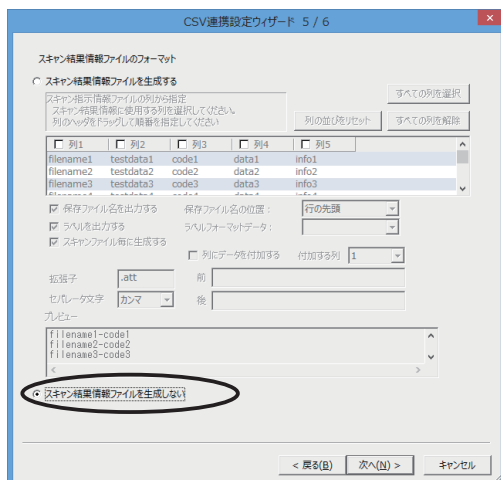 CSV連携設定ウィザード 5 / 6
スキャン結果情報ファイルのフォーマット
スキャン結果情報ファイルを生成する
スキャン指示情報ファイルの列から指定
スキャン結果情報に使用する列を選択してください。
列のヘッダをドラッグして順番を指定してください
すべての列を選択
列の並びをリセット すべての列を解除
列1 列2 列3 列4 列5
filename1 testdata1 code1 data1 info1
filename2 testdata2 code2 data2 info2
filename3 testdata3 code3 data3 info3
保存ファイル名を出力する 保存ファイル名の位置: 行の先頭
ラベルを出力する ラベルフォーマットデータ:
スキャンファイル毎に生成する
列にデータを付加する 付加する列 1
拡張子 .att 前
セパレータ文字 カンマ 後
プレビュー
filename1-code1
filename2-code2
filename3-code3
スキャン結果情報ファイルを生成しない
< 戻る(B) 次へ(N) > キャンセル